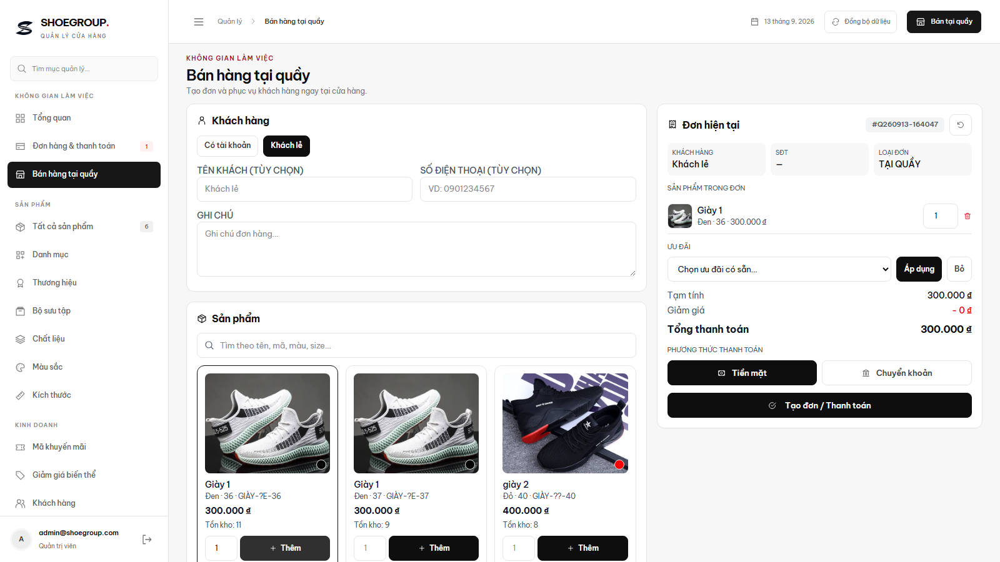 SHOEGROUP.
QUẢN LÝ CỬA HÀNG
Tìm mục quản lý...
KHÔNG GIAN LÀM VIỆC
Tổng quan
Đơn hàng & thanh toán
1
Bán hàng tại quầy
SẢN PHẨM
Tất cả sản phẩm
6
Danh mục
Thương hiệu
Bộ sưu tập
Chất liệu
Màu sắc
Kích thước
KINH DOANH
Mã khuyến mãi
Giảm giá biến thể
Khách hàng
A
admin@shoegroup.com
Quản trị viên
Quản lý
Bán hàng tại quầy
13 tháng 9, 2026
Đồng bộ dữ liệu
Bán tại quầy
KHÔNG GIAN LÀM VIỆC
Bán hàng tại quầy
Tạo đơn và phục vụ khách hàng ngay tại cửa hàng.
Khách hàng
Có tài khoản
Khách lẻ
TÊN KHÁCH (TÙY CHỌN)
SỐ ĐIỆN THOẠI (TÙY CHỌN)
Khách lẻ
VD: 0901234567
GHI CHÚ
Ghi chú đơn hàng...
Sản phẩm
Tìm theo tên, mã, màu, size...
Giày 1
Đen · 36 · GIÀY-?E-36
300.000 ₫
Tồn kho: 11
1
+ Thêm
Giày 1
Đen · 37 · GIÀY-?E-37
300.000 ₫
Tồn kho: 9
1
+ Thêm
giày 2
Đỏ · 40 · GIÀY-??-40
400.000 ₫
Tồn kho: 8
1
+ Thêm
Đơn hiện tại
#Q260913-164047
KHÁCH HÀNG
Khách lẻ
SĐT
—
LOẠI ĐƠN
TẠI QUẦY
SẢN PHẨM TRONG ĐƠN
Giày 1
Đen · 36 · 300.000 ₫
1
ƯU ĐÃI
Chọn ưu đãi có sẵn...
Áp dụng
Bỏ
Tạm tính
300.000 ₫
Giảm giá
- 0 ₫
Tổng thanh toán
300.000 ₫
PHƯƠNG THỨC THANH TOÁN
Tiền mặt
Chuyển khoản
Tạo đơn / Thanh toán